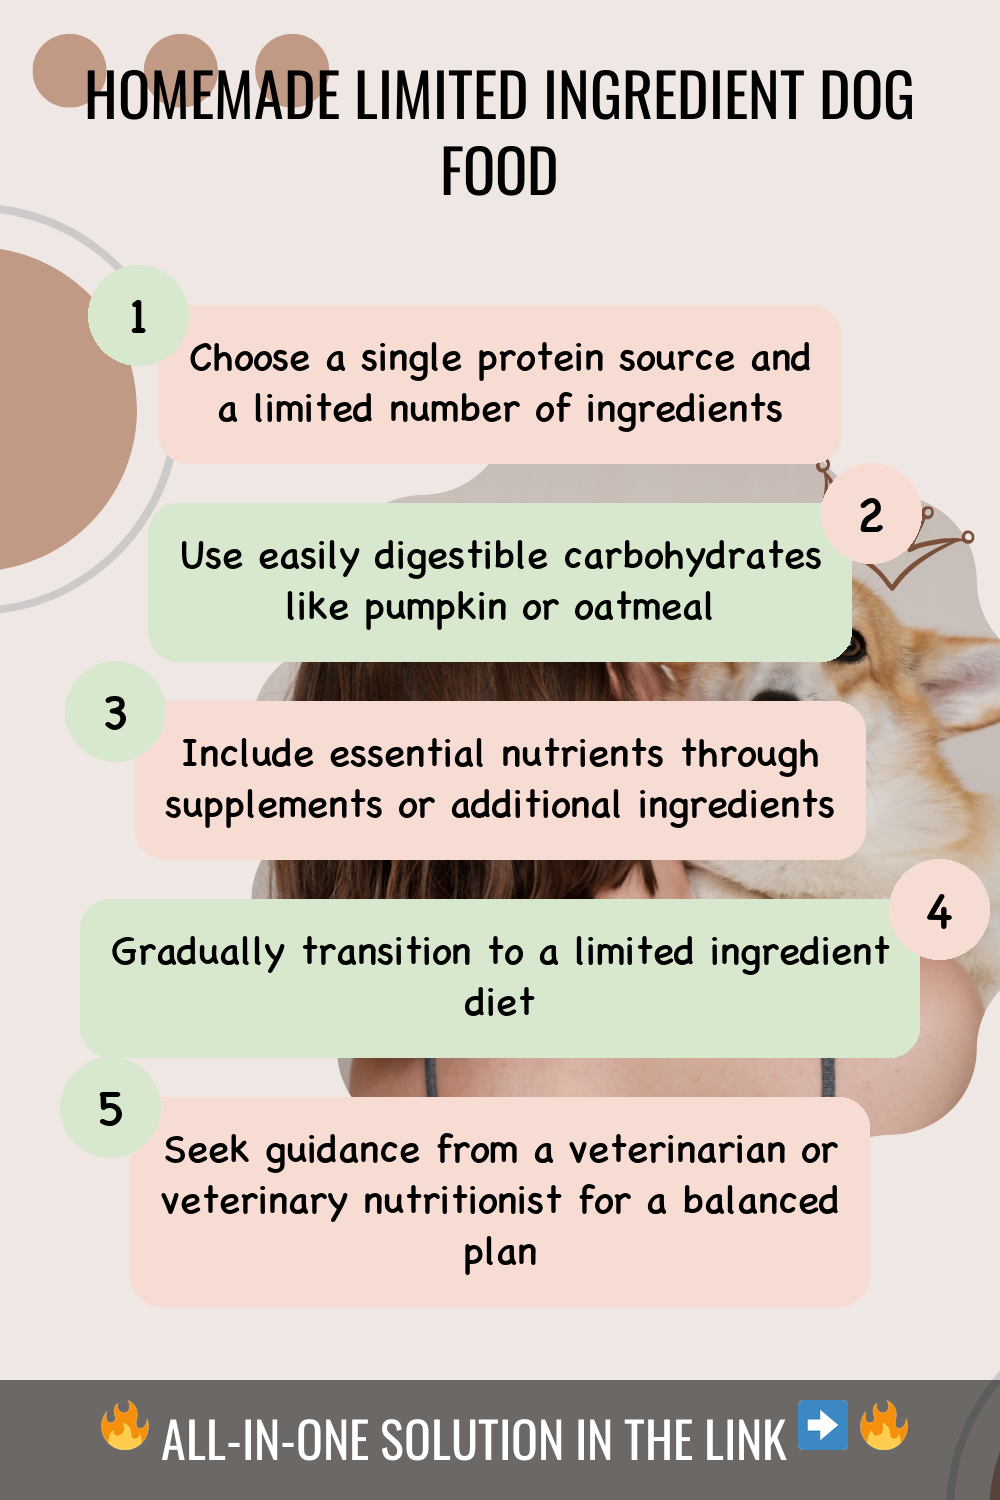 HOMEMADE LIMITED INGREDIENT DOG
FOOD
1
Choose a single protein source and
a limited number of ingredients
2
Use easily digestible carbohydrates
like pumpkin or oatmeal
3
Include essential nutrients through
supplements or additional ingredients
4
Gradually transition to a limited ingredient
diet
5
Seek guidance from a veterinarian or
veterinary nutritionist for a balanced
plan
🔥 ALL-IN-ONE SOLUTION IN THE LINK ➡️ 🔥